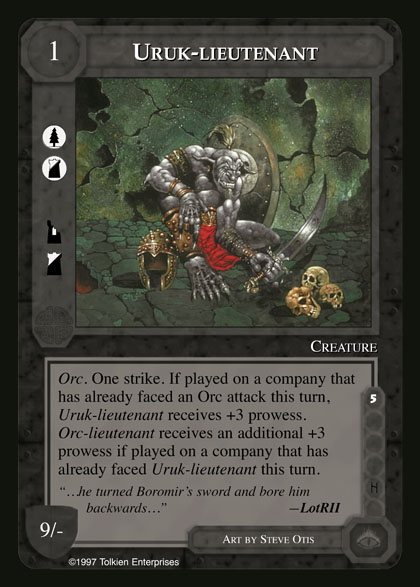 1
URUK-LIEUTENANT
CREATURE
Orc. One strike. If played on a company that
has already faced an Orc attack this turn,
Uruk-lieutenant receives +3 prowess.
Orc-lieutenant receives an additional +3
prowess if played on a company that has
already faced Uruk-lieutenant this turn.
5
“…he turned Boromir's sword and bore him
backwards…” —LotRII
9/-
ART BY STEVE OTIS
©1997 Tolkien Enterprises